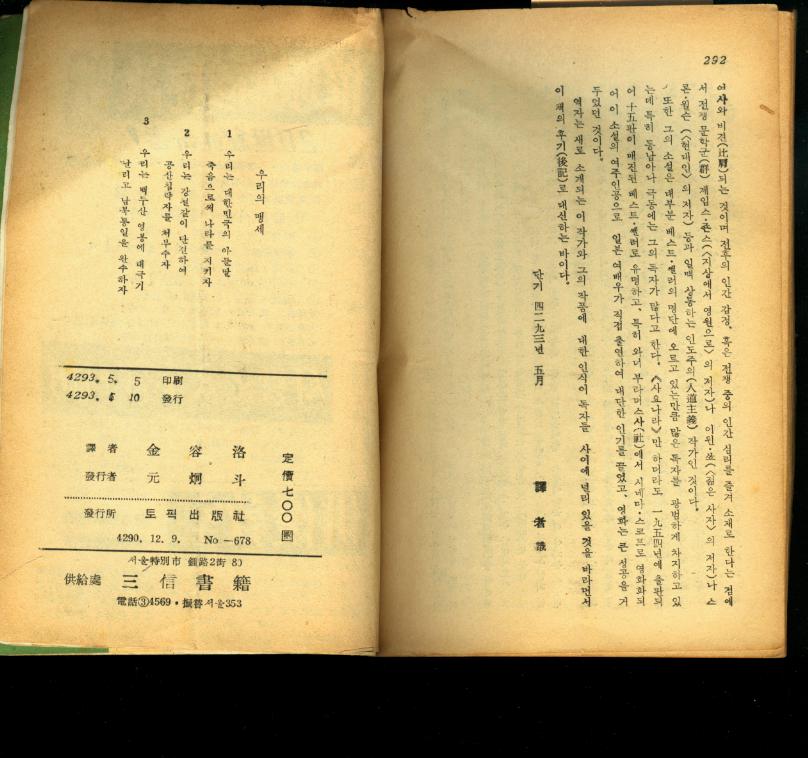 292
여사와 비견(比肩)되는 것이며 전후의 인간 감정, 혹은 전쟁 중의 인간 심리를 즐겨 소재로 한다는 점에
서 전쟁 문학군(群) 제임스·죤스(〈지상에서 영원으로〉의 저자)나 이윈·쑈(〈젊은 사자〉의 저자)나 스
론·윌슨(〈현대인〉의 저자) 등과 일맥 상통하는 인도주의(人道主義) 작가인 것이다.
또한 그의 소설은 대부분 베스트·쎌러의 명단에 오르고 있는만큼 많은 독자를 광범하게 차지하고 있
는데 특히 동남아나 극동에는 그의 독자가 많다고 한다. 《사요나라》만 하더라도 一九五四년에 출판되
어 十五판이 매진된 베스트·쎌러로 유명하고, 특히 와너 부라더스사(社)에서 시네마·스코프로 영화화되
어 이 소설의 여주인공으로 일본 여배우가 직접 출연하여 대단한 인기를 끌었고, 영화는 큰 성공을 거
두었던 것이다.
역자는 새로 소개되는 이 작가와 그의 작품에 대한 인식이 독자들 사이에 널리 있을 것을 바라면서
이 책의 후기(後記)로 대신하는 바이다.
단기 四二九三년 五月
譯者 識
우리의 맹세
1 우리는 대한민국의 아들딸
죽음으로써 나라를 지키자
2 우리는 강철같이 단결하여
공산침략자를 쳐부수자
3 우리는 백두산 영봉에 태극기
날리고 남북통일을 완수하자
4293. 5. 5 印刷
4293. 5 10 發行
定價七〇〇圜
譯者 金容洛
發行者 元炯斗
發行所 토픽出版社
4290. 12. 9. No－678
서울特別市 鍾路2街 80
供給處 三信書籍
電話③4569·振替서울353